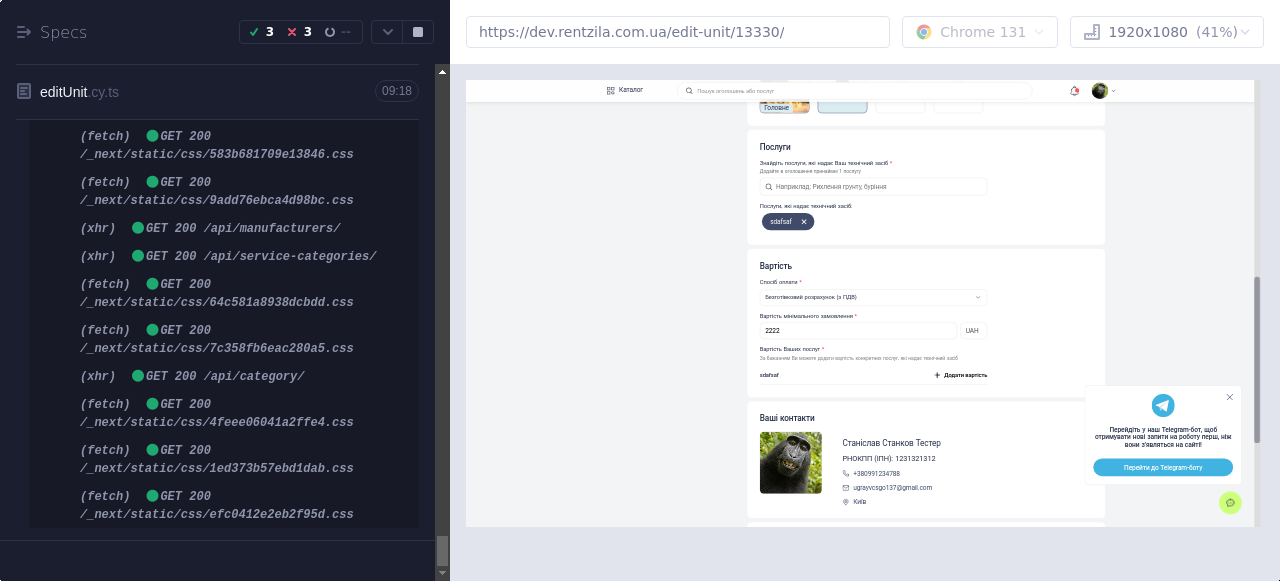 Specs
3
3
--
editUnit.cy.ts
09:18
(fetch) GET 200
/_next/static/css/583b681709e13846.css
(fetch) GET 200
/_next/static/css/9add76ebca4d98bc.css
(xhr) GET 200 /api/manufacturers/
(xhr) GET 200 /api/service-categories/
(fetch) GET 200
/_next/static/css/64c581a8938dcbdd.css
(fetch) GET 200
/_next/static/css/7c358fb6eac280a5.css
(xhr) GET 200 /api/category/
(fetch) GET 200
/_next/static/css/4feee06041a2ffe4.css
(fetch) GET 200
/_next/static/css/1ed373b57ebd1dab.css
(fetch) GET 200
/_next/static/css/efc0412e2eb2f95d.css
https://dev.rentzila.com.ua/edit-unit/13330/
Chrome 131
1920x1080 (41%)
Каталог
Пошук оголошень або послуг
Головне
Послуги
Знайдіть послуги, які надає Ваш технічний засіб *
Додайте в оголошення принаймні 1 послугу
Наприклад: Рихлення грунту, буріння
Послуги, які надає технічний засіб:
sdafsaf
Вартість
Спосіб оплати *
Безготівковий розрахунок (з ПДВ)
Вартість мінімального замовлення *
2222
UAH
Вартість Ваших послуг *
За бажанням Ви можете додати вартість конкретних послуг, які надає технічний засіб
sdafsaf
Додати вартість
Ваші контакти
Станіслав Станков Тестер
РНОКПП (ІПН): 1231321312
+380991234788
ugrayvcsgo137@gmail.com
Київ
Перейдіть у наш Telegram-бот, щоб
отримувати нові запити на роботу перш, ніж
вони з'являться на сайті!
Перейти до Telegram-боту